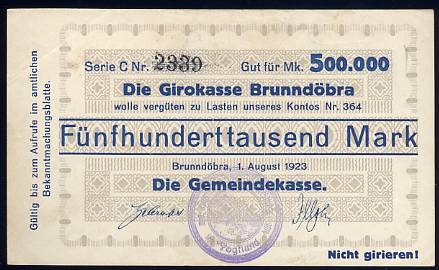 Serie C Nr. 2339 Gut für Mk. 500.000
Die Girokasse Brunndöbra
wolle vergüten zu Lasten unseres Kontos Nr. 364
Fünfhunderttausend Mark
Brunndöbra, 1. August 1923
Die Gemeindekasse.
Vogtland
Nicht girieren!
Gültig bis zum Aufrufe im amtlichen
Bekanntmachungsblatte.